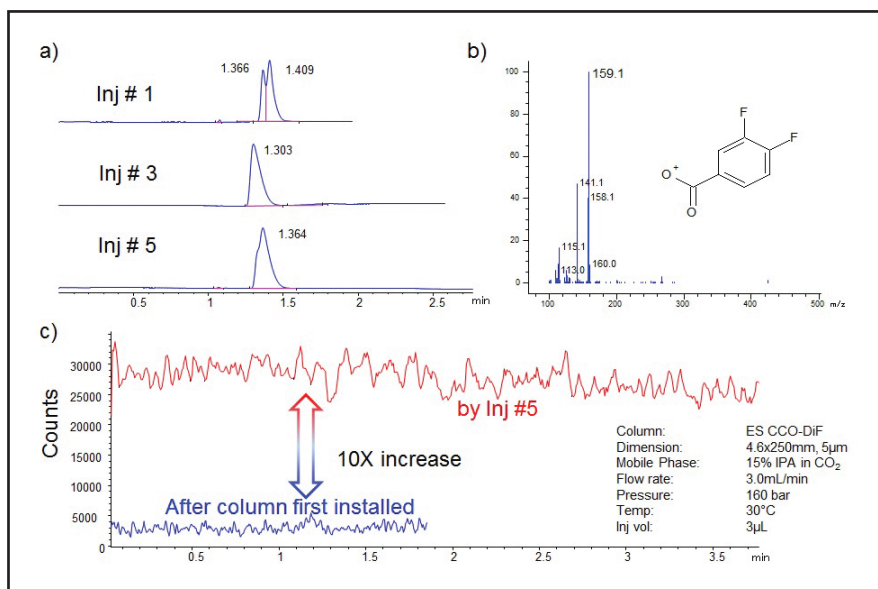 a)
1.366
1.409
Inj # 1
1.303
Inj # 3
1.364
Inj # 5
0.5
1
1.5
2
2.5
min
b)
100
80
60
40
20
0
159.1
141.1
158.1
115.1
113.0
160.0
F
F
O+
O
100
200
300
400
500
m/z
c)
Counts
30000
25000
20000
15000
10000
5000
0
by Inj #5
10X increase
After column first installed
0.5
1
1.5
2
2.5
3
3.5
min
Column: ES CCO-DiF
Dimension: 4.6x250mm, 5µm
Mobile Phase: 15% IPA in CO2
Flow rate: 3.0mL/min
Pressure: 160 bar
Temp: 30°C
Inj vol: 3µL